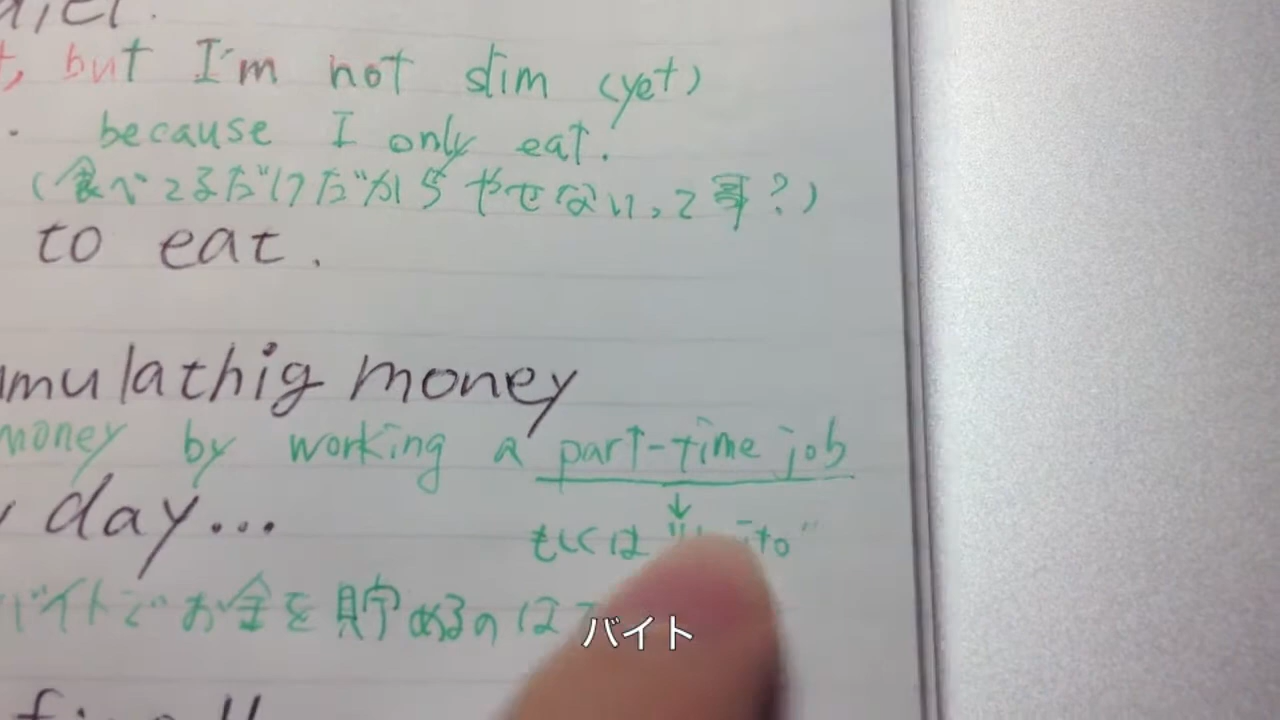 , but I'm not slim (yet)
. because I only eat.
(食べてるだけだからやせないって事?)
to eat.
mulathig money
money by working a part-time job
day...
↓
もしくは " ito"
バイトでお金を貯めるのは
バイト